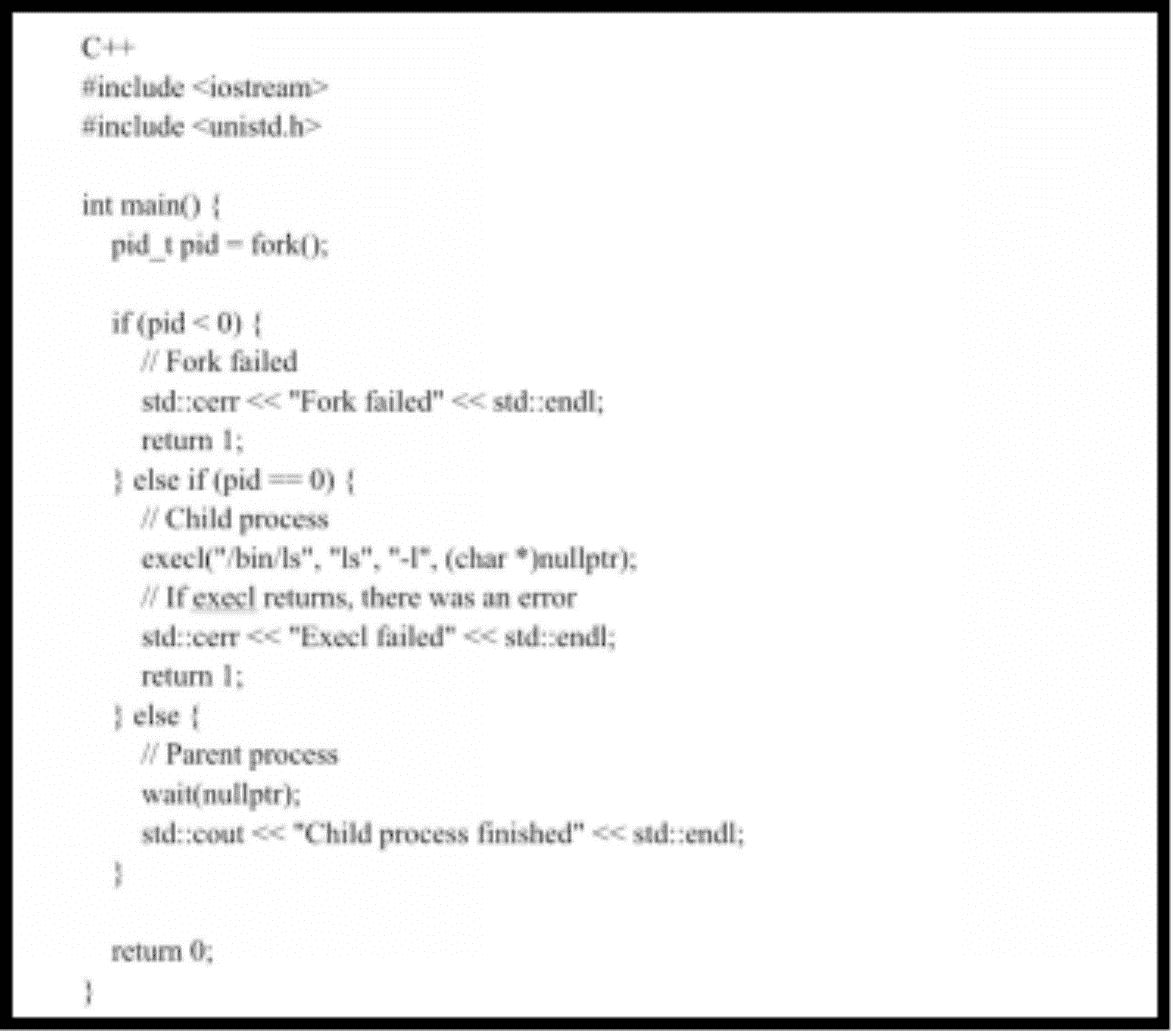 C++
#include <iostream>
#include <unistd.h>
int main() {
pid_t pid = fork();
if (pid < 0) {
// Fork failed
std::cerr << "Fork failed" << std::endl;
return 1;
} else if (pid == 0) {
// Child process
execl("/bin/ls", "ls", "-l", (char *)nullptr);
// If execl returns, there was an error
std::cerr << "Execl failed" << std::endl;
return 1;
} else {
// Parent process
wait(nullptr);
std::cout << "Child process finished" << std::endl;
}
return 0;
}